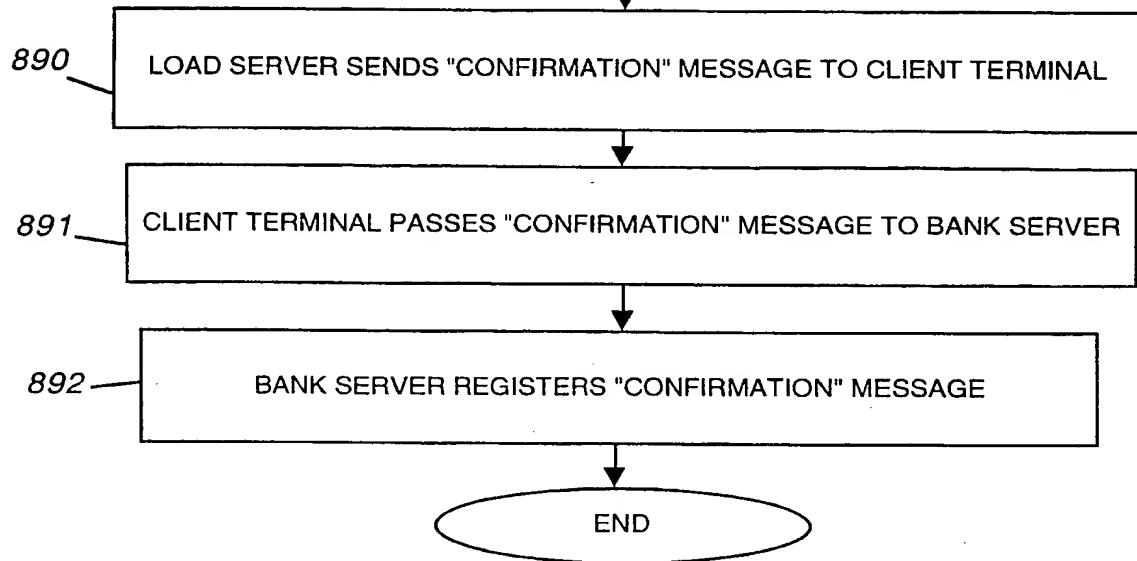 890
LOAD SERVER SENDS "CONFIRMATION" MESSAGE TO CLIENT TERMINAL
891
CLIENT TERMINAL PASSES "CONFIRMATION" MESSAGE TO BANK SERVER
892
BANK SERVER REGISTERS "CONFIRMATION" MESSAGE
END